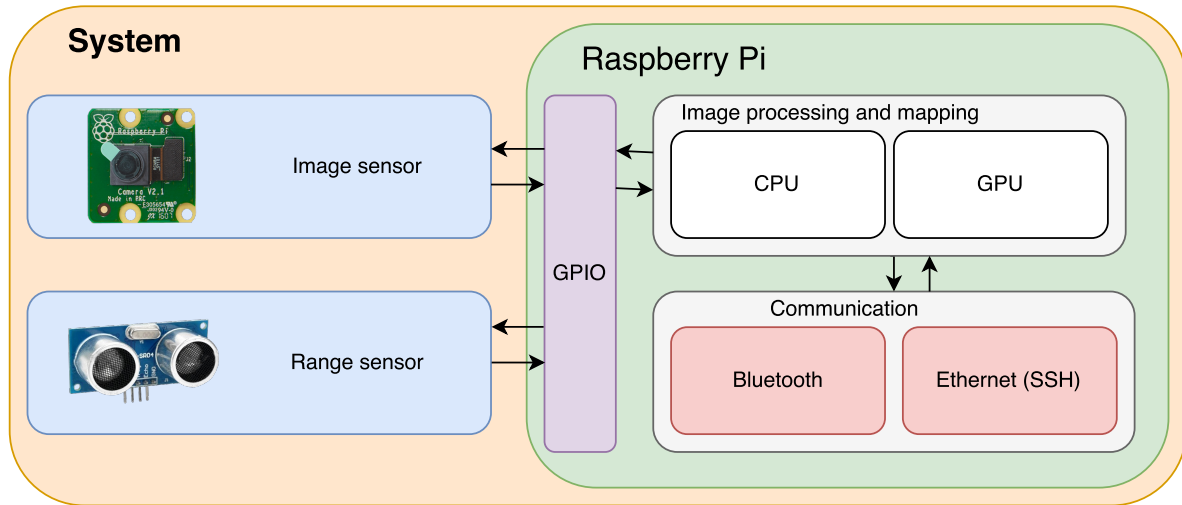 System
Raspberry Pi
Raspberry Pi
Camera V2.1
Made in PRC
Image sensor
GPIO
Image processing and mapping
CPU
GPU
Range sensor
Communication
Bluetooth
Ethernet (SSH)